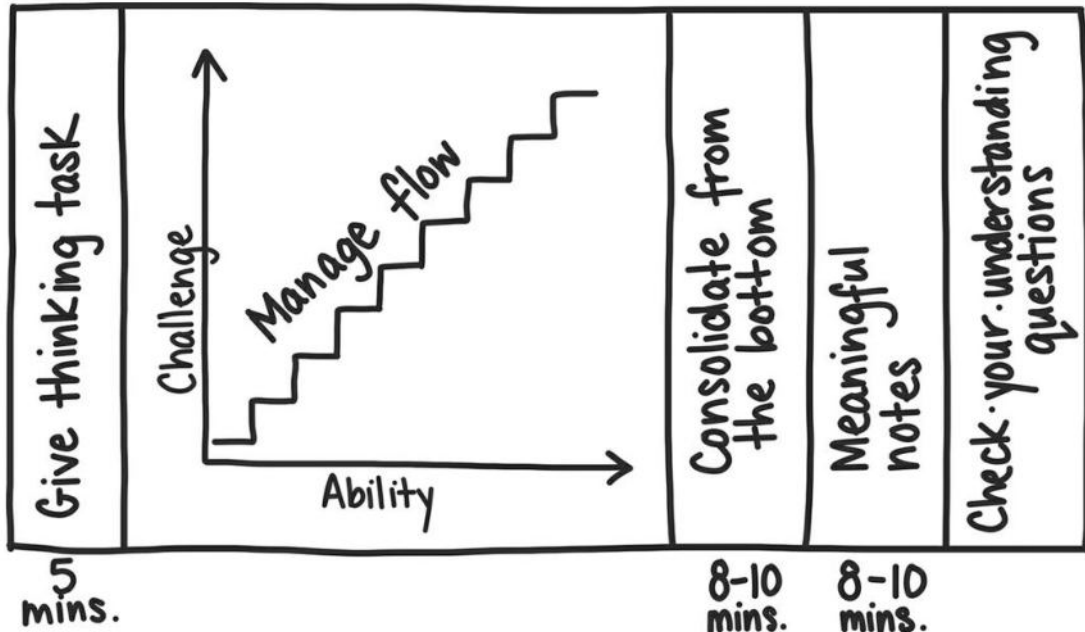 Give thinking task
Challenge
Manage flow
Ability
Consolidate from
the bottom
Meaningful
notes
Check·your·understanding
questions
5
mins.
8-10
mins.
8-10
mins.